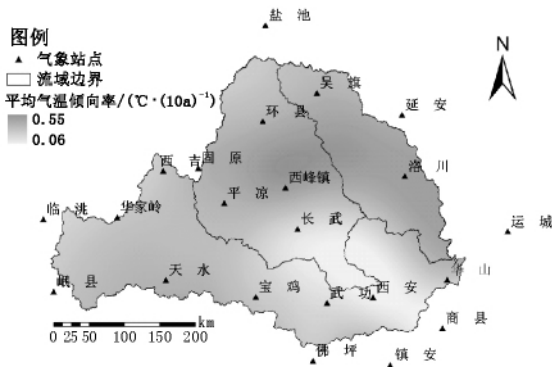 盐池
图例
▲ 气象站点
流域边界
平均气温倾向率/(℃·(10a)⁻¹)
0.55
0.06
N
吴旗
环县
延安
西吉
固原
西峰镇
洛川
平凉
临洮
华家岭
长武
运城
天水
岷县
宝鸡
武功
西安
华山
商县
佛坪
镇安
km
0 25 50 100 150 200